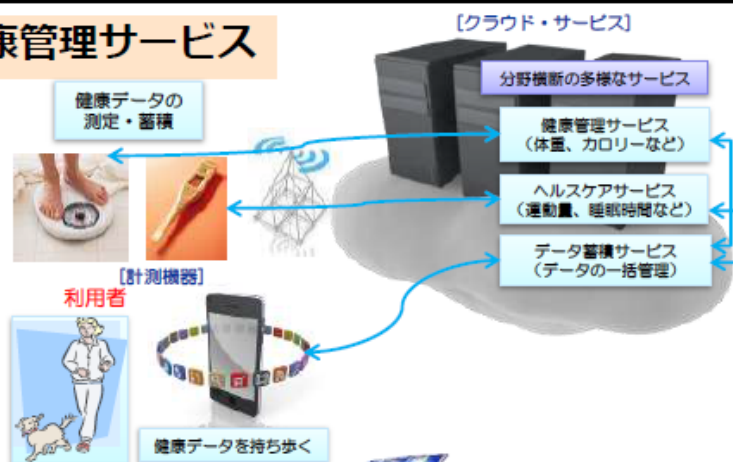 康管理サービス
[クラウド・サービス]
分野横断の多様なサービス
健康データの
測定・蓄積
健康管理サービス
（体重、カロリーなど）
ヘルスケアサービス
（運動量、睡眠時間など）
データ蓄積サービス
（データの一括管理）
[計測機器]
利用者
健康データを持ち歩く